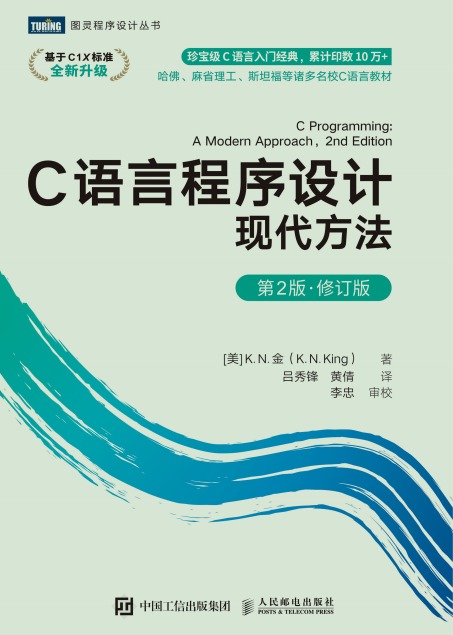 TURING 图灵程序设计丛书
基于C1X标准
全新升级
珍宝级C语言入门经典，累计印数10万+
哈佛、麻省理工、斯坦福等诸多名校C语言教材
C Programming:
A Modern Approach, 2nd Edition
C语言程序设计
现代方法
第2版·修订版
[美]K. N. 金（K. N. King） 著
吕秀锋 黄倩 译
李忠 审校
中国工信出版集团 人民邮电出版社
POSTS & TELECOM PRESS